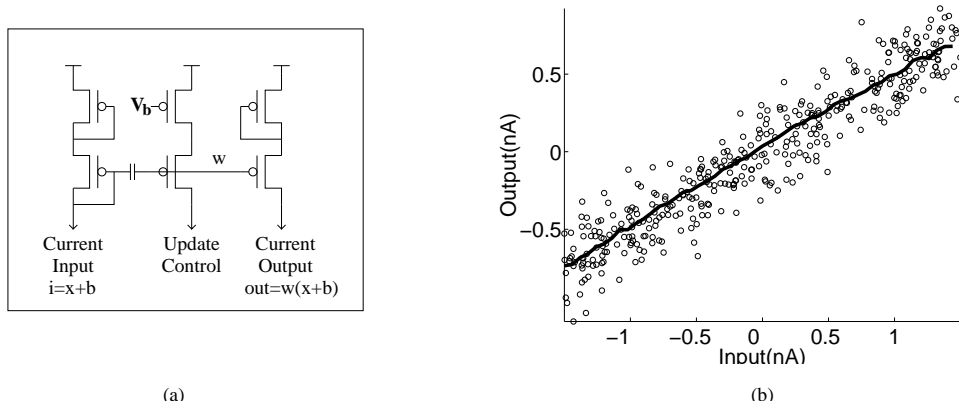 V_b
w
Current
Input
i=x+b
Update
Control
Current
Output
out=w(x+b)
(a)
Output(nA)
0.5
0
−0.5
−1
−0.5
0
0.5
1
Input(nA)
(b)